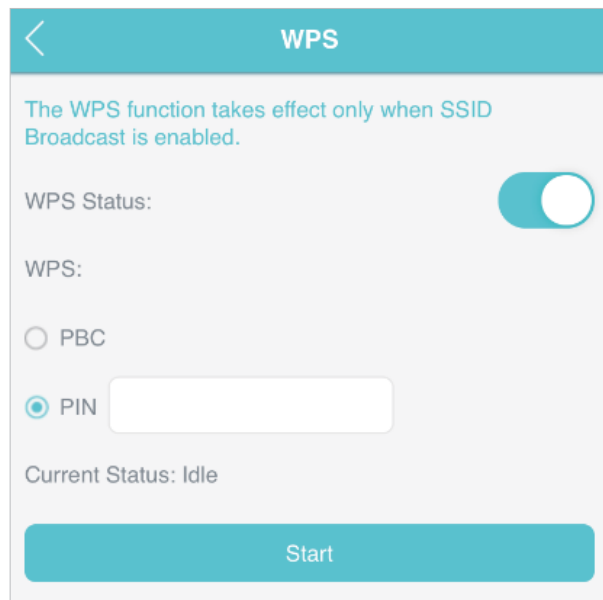 WPS
The WPS function takes effect only when SSID
Broadcast is enabled.
WPS Status:
WPS:
PBC
PIN
Current Status: Idle
Start